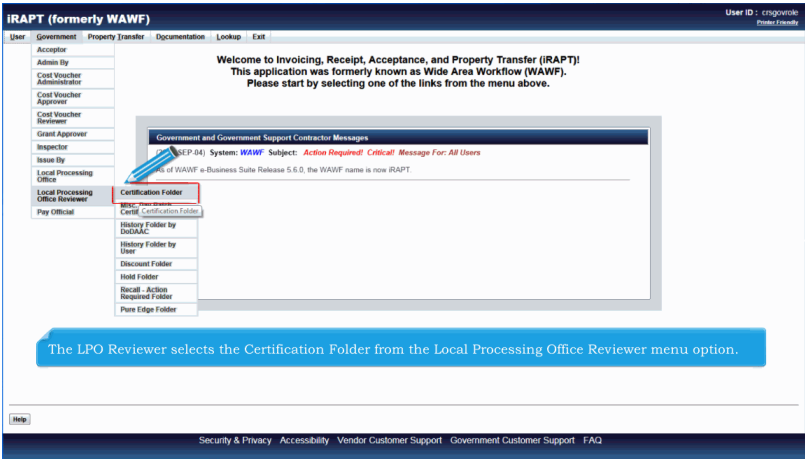 iRAPT (formerly WAWF)
User ID : crsgovrole
Printer Friendly
User Government Property Transfer Documentation Lookup Exit
Acceptor
Admin By
Cost Voucher
Administrator
Cost Voucher
Approver
Cost Voucher
Reviewer
Grant Approver
Inspector
Issue By
Local Processing
Office
Local Processing
Office Reviewer
Pay Official
Certification Folder
Certification Folder
History Folder by
DoDAAC
History Folder by
User
Discount Folder
Hold Folder
Recall - Action
Required Folder
Pure Edge Folder
Welcome to Invoicing, Receipt, Acceptance, and Property Transfer (iRAPT)!
This application was formerly known as Wide Area Workflow (WAWF).
Please start by selecting one of the links from the menu above.
Government and Government Support Contractor Messages
SEP-04) System: WAWF Subject: Action Required! Critical! Message For: All Users
As of WAWF e-Business Suite Release 5.6.0, the WAWF name is now iRAPT.
The LPO Reviewer selects the Certification Folder from the Local Processing Office Reviewer menu option.
Help
Security & Privacy Accessibility Vendor Customer Support Government Customer Support FAQ